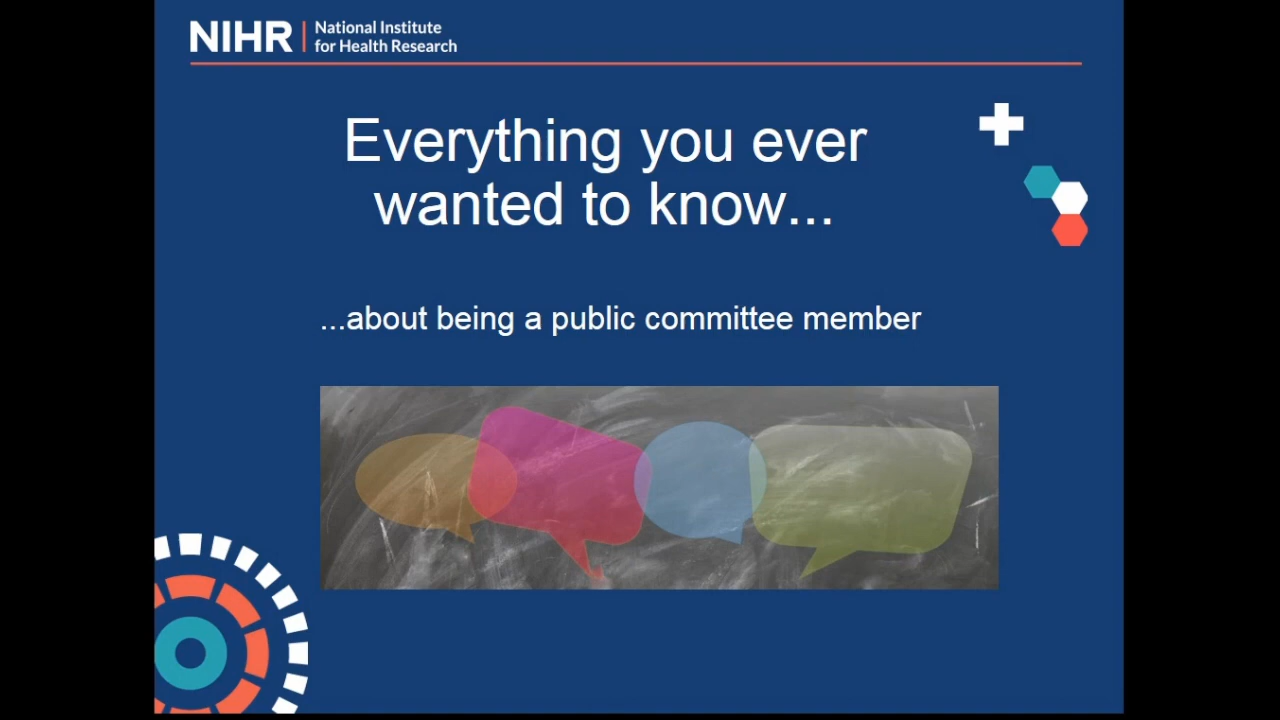 NIHR | National Institute
for Health Research
Everything you ever
wanted to know...
...about being a public committee member